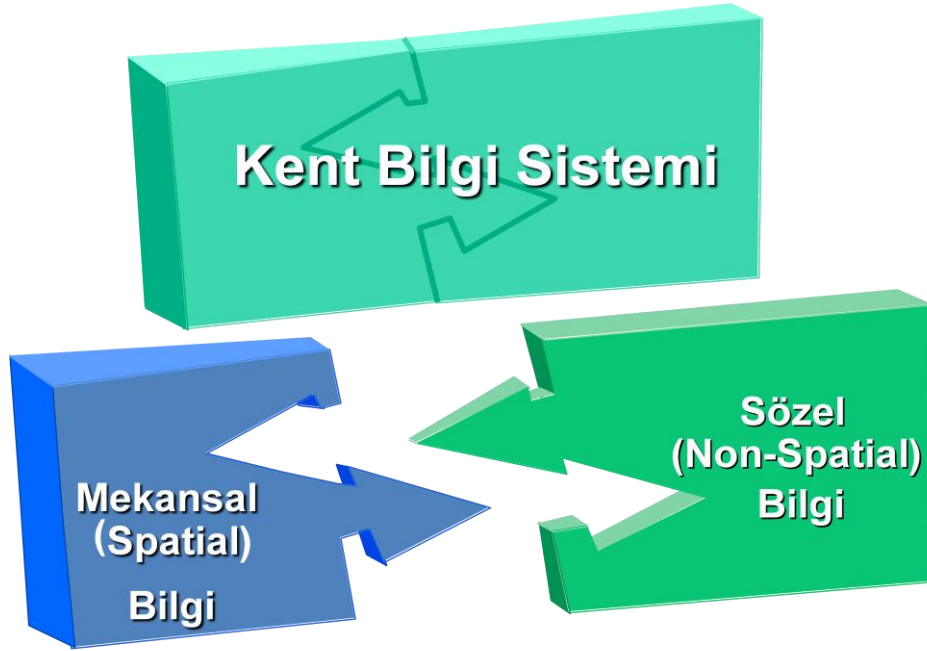 Kent Bilgi Sistemi
Mekansal
(Spatial)
Bilgi
Sözel
(Non-Spatial)
Bilgi